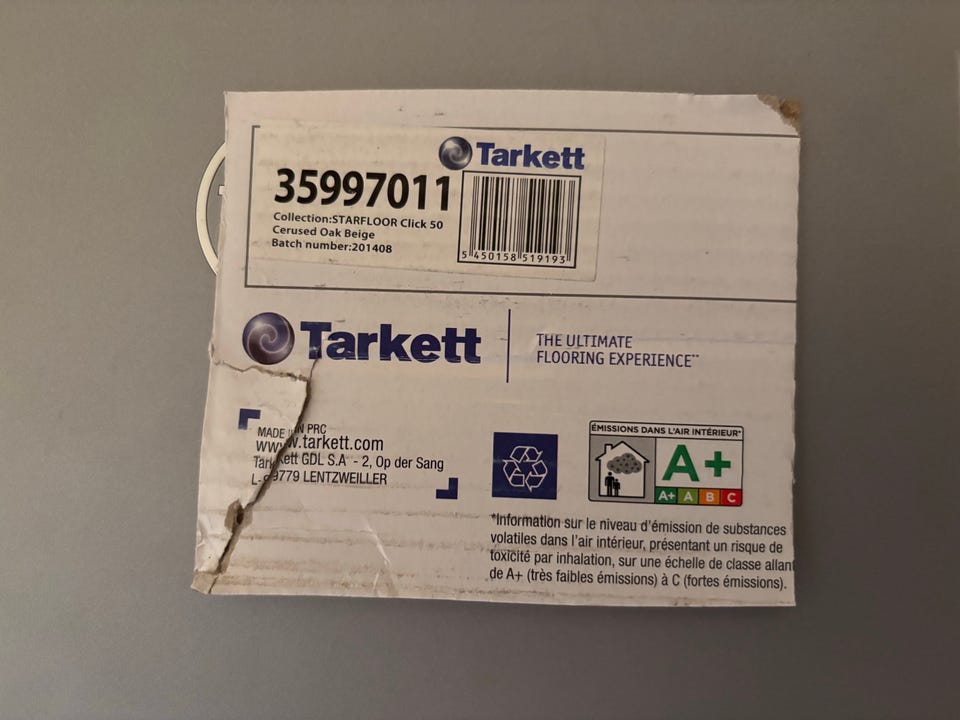 Tarkett
35997011
Collection:STARFLOOR Click 50
Cerused Oak Beige
Batch number:201408
5 450158 519193
Tarkett
THE ULTIMATE
FLOORING EXPERIENCE™
MADE IN PRC
www.tarkett.com
Tarkett GDL S.A - 2, Op der Sang
L-9779 LENTZWEILLER
ÉMISSIONS DANS L'AIR INTÉRIEUR*
A+
A+ A B C
*Information sur le niveau d'émission de substances
volatiles dans l'air intérieur, présentant un risque de
toxicité par inhalation, sur une échelle de classe allant
de A+ (très faibles émissions) à C (fortes émissions).